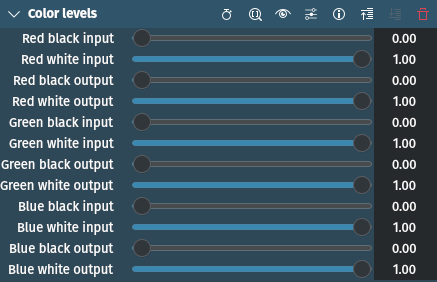 Color levels
Red black input 0.00
Red white input 1.00
Red black output 0.00
Red white output 1.00
Green black input 0.00
Green white input 1.00
Green black output 0.00
Green white output 1.00
Blue black input 0.00
Blue white input 1.00
Blue black output 0.00
Blue white output 1.00